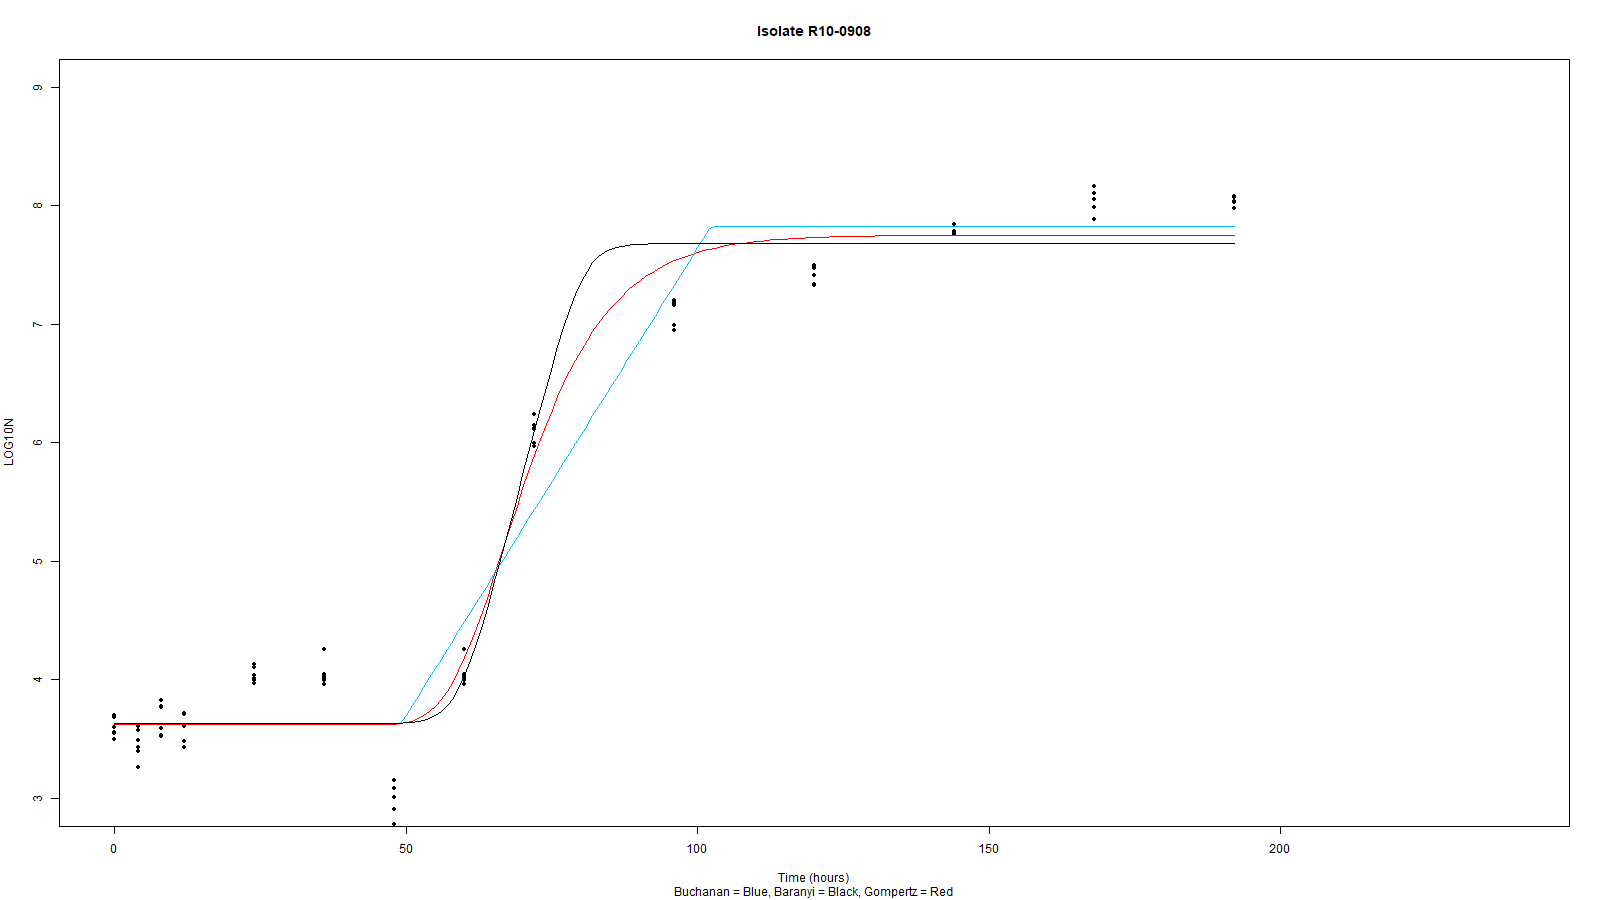 Isolate R10-0908
9
8
7
6
5
4
3
LOG10N
0 50 100 150 200
Time (hours)
Buchanan = Blue, Baranyi = Black, Gompertz = Red